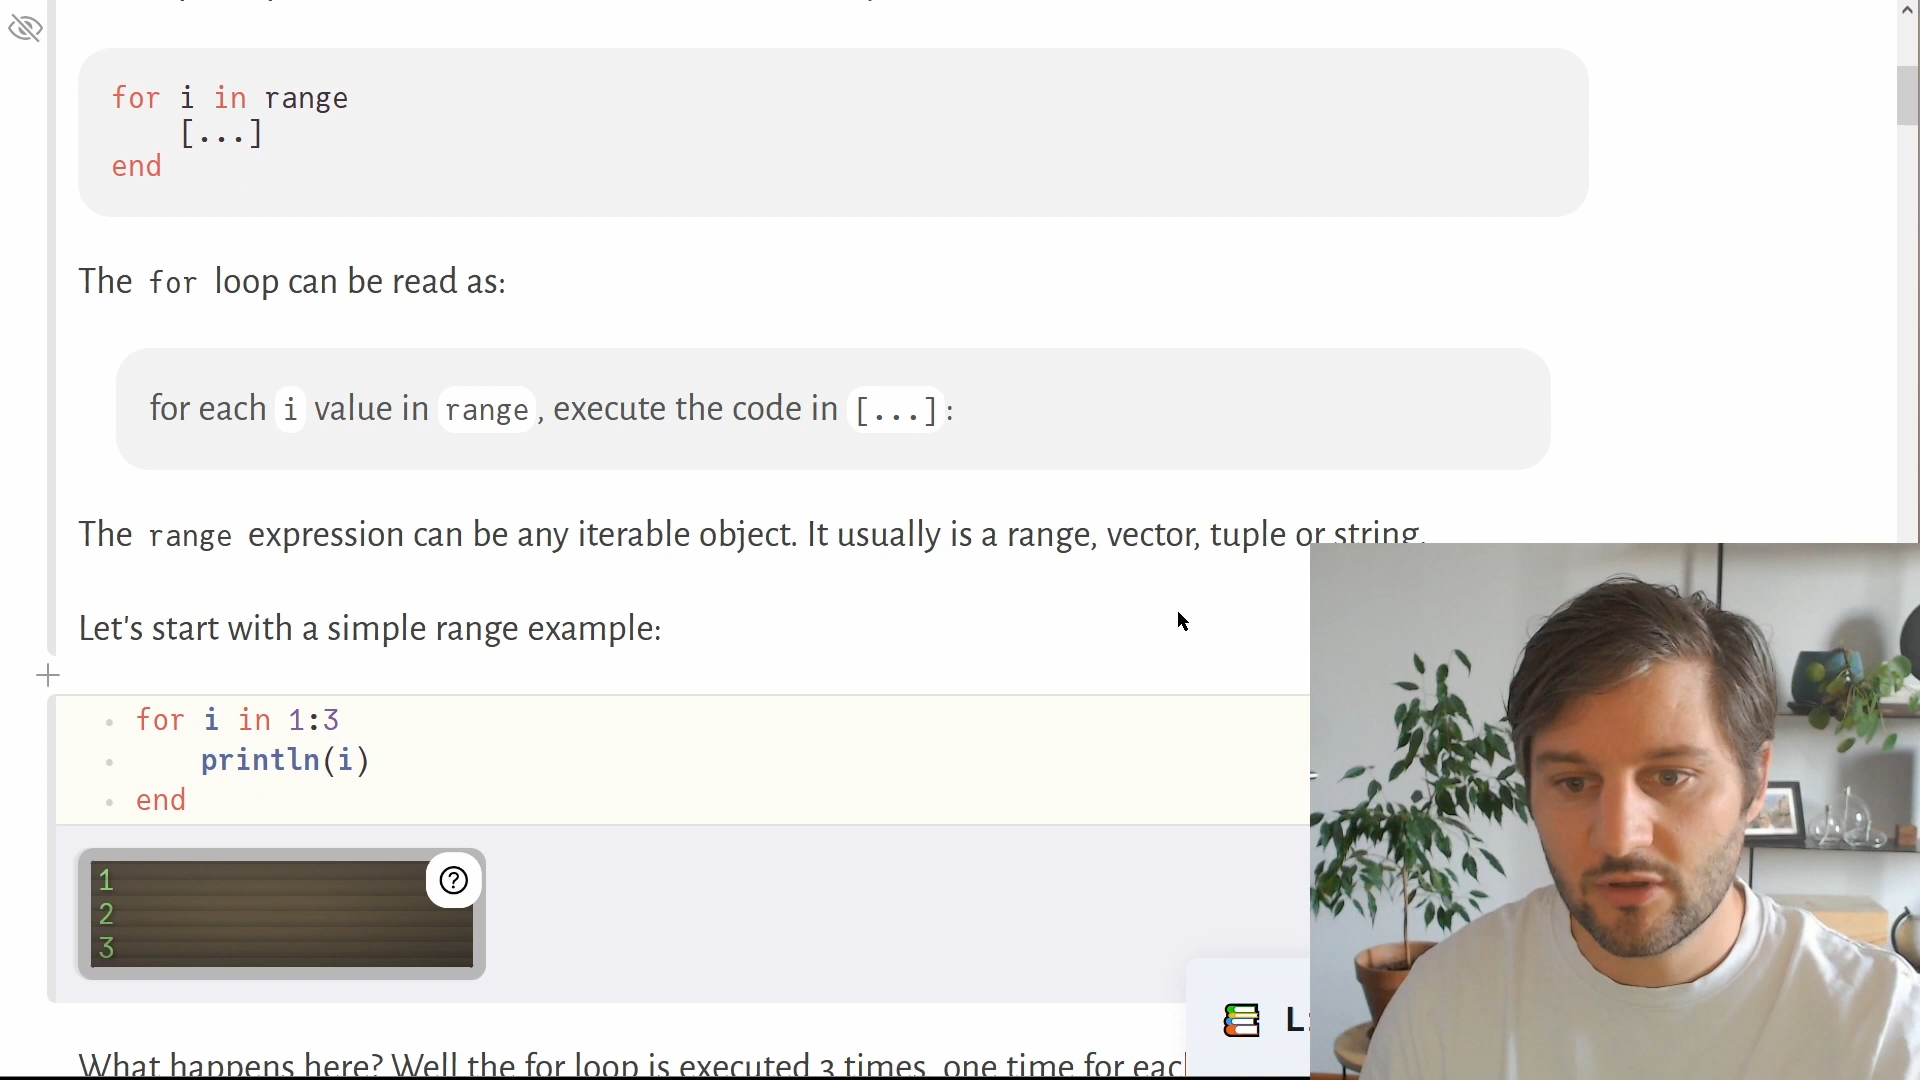 for i in range
[...]
end
The for loop can be read as:
for each i value in range, execute the code in [...]:
The range expression can be any iterable object. It usually is a range, vector, tuple or string.
Let's start with a simple range example:
for i in 1:3
println(i)
end
1
2
3
What happens here? Well the for loop is executed 3 times, one time for each